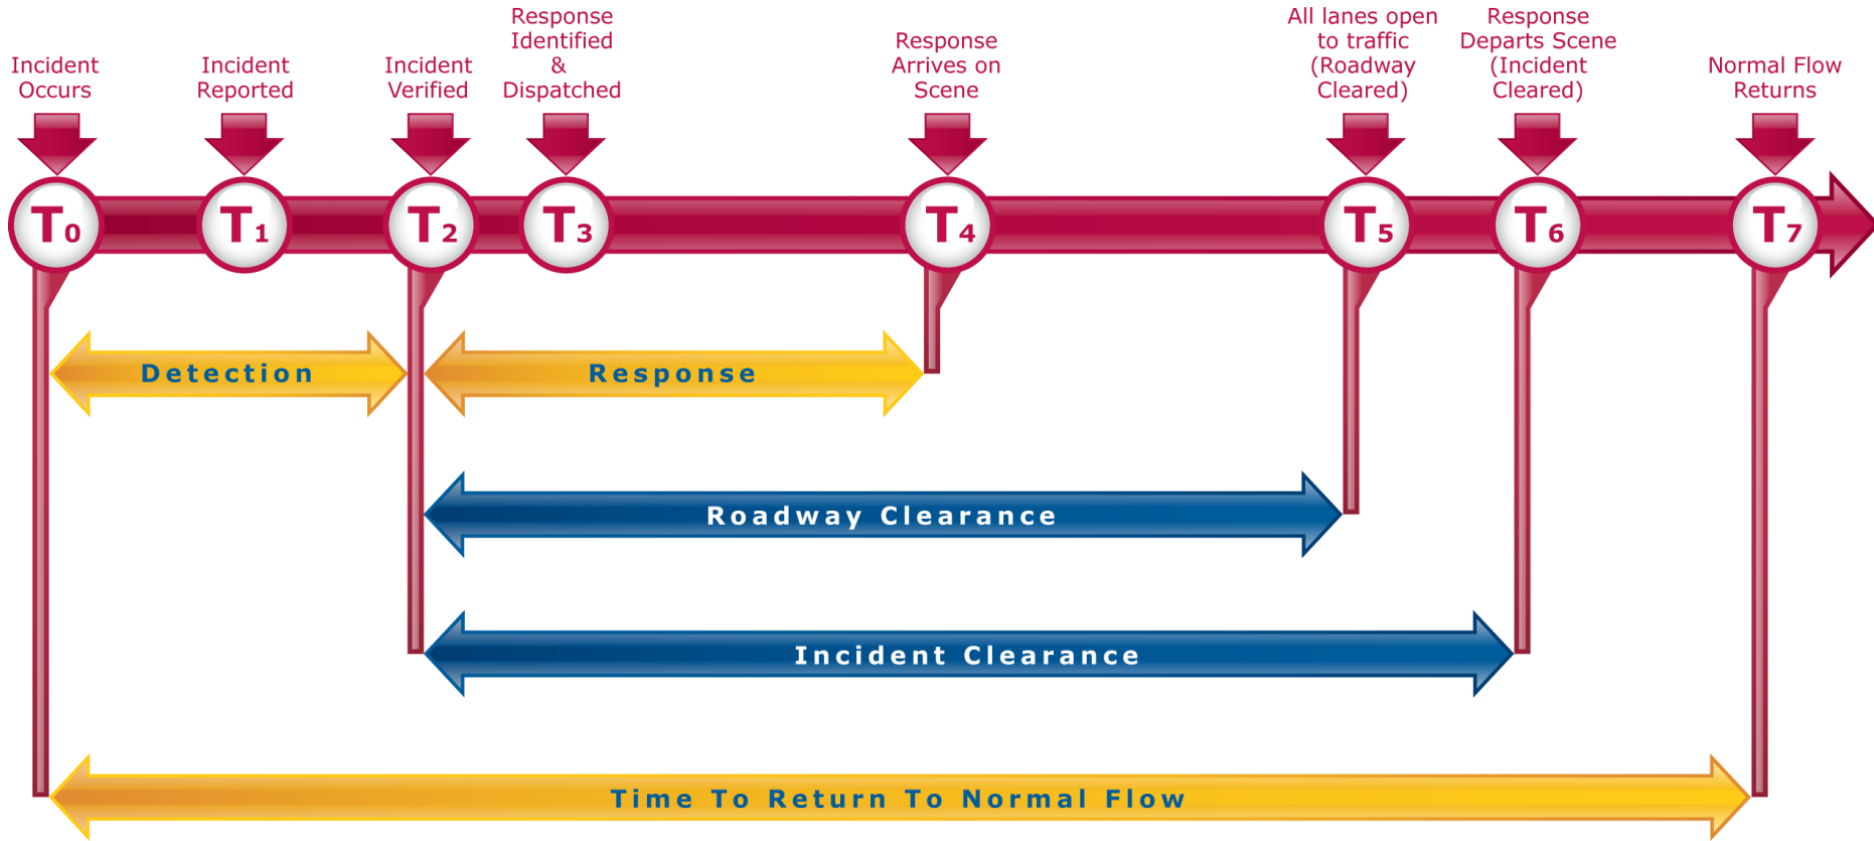 Incident
Occurs
Incident
Reported
Incident
Verified
Response
Identified
&
Dispatched
Response
Arrives on
Scene
All lanes open
to traffic
(Roadway
Cleared)
Response
Departs Scene
(Incident
Cleared)
Normal Flow
Returns
T0
T1
T2
T3
T4
T5
T6
T7
Detection
Response
Roadway Clearance
Incident Clearance
Time To Return To Normal Flow